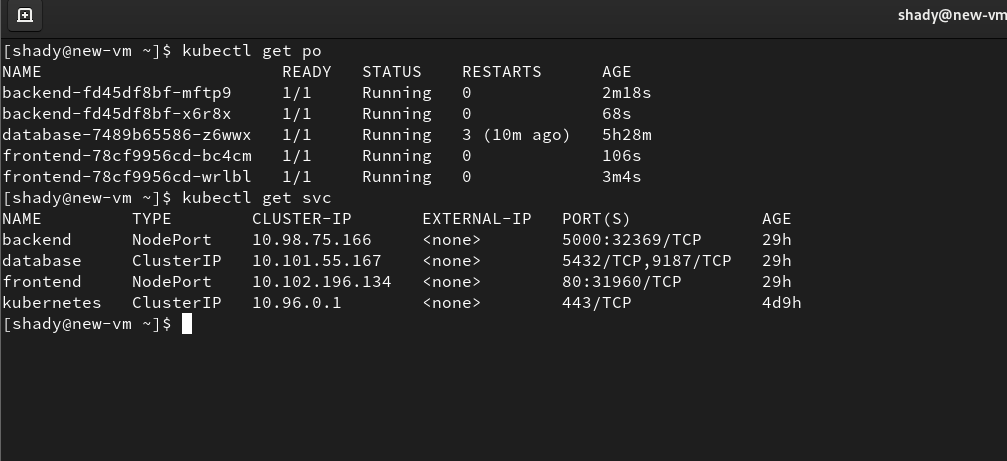 shady@new-vm
[shady@new-vm ~]$ kubectl get po
NAME                        READY   STATUS    RESTARTS      AGE
backend-fd45df8bf-mftp9     1/1     Running   0             2m18s
backend-fd45df8bf-x6r8x     1/1     Running   0             68s
database-7489b65586-z6wwx   1/1     Running   3 (10m ago)   5h28m
frontend-78cf9956cd-bc4cm   1/1     Running   0             106s
frontend-78cf9956cd-wrlbl   1/1     Running   0             3m4s
[shady@new-vm ~]$ kubectl get svc
NAME         TYPE        CLUSTER-IP       EXTERNAL-IP   PORT(S)             AGE
backend      NodePort    10.98.75.166     <none>        5000:32369/TCP      29h
database     ClusterIP   10.101.55.167    <none>        5432/TCP,9187/TCP   29h
frontend     NodePort    10.102.196.134   <none>        80:31960/TCP        29h
kubernetes   ClusterIP   10.96.0.1        <none>        443/TCP             4d9h
[shady@new-vm ~]$